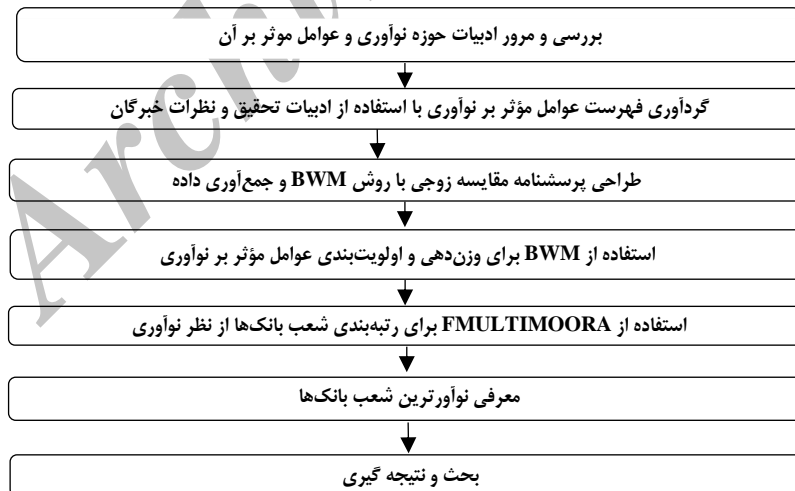 بررسی و مرور ادبیات حوزه نوآوری و عوامل موثر بر آن
گردآوری فهرست عوامل مؤثر بر نوآوری با استفاده از ادبیات تحقیق و نظرات خبرگان
طراحی پرسشنامه مقایسه زوجی با روش BWM و جمع‌آوری داده
استفاده از BWM برای وزن‌دهی و اولویت‌بندی عوامل مؤثر بر نوآوری
استفاده از FMULTIMOORA برای رتبه‌بندی شعب بانک‌ها از نظر نوآوری
معرفی نوآورترین شعب بانک‌ها
بحث و نتیجه گیری